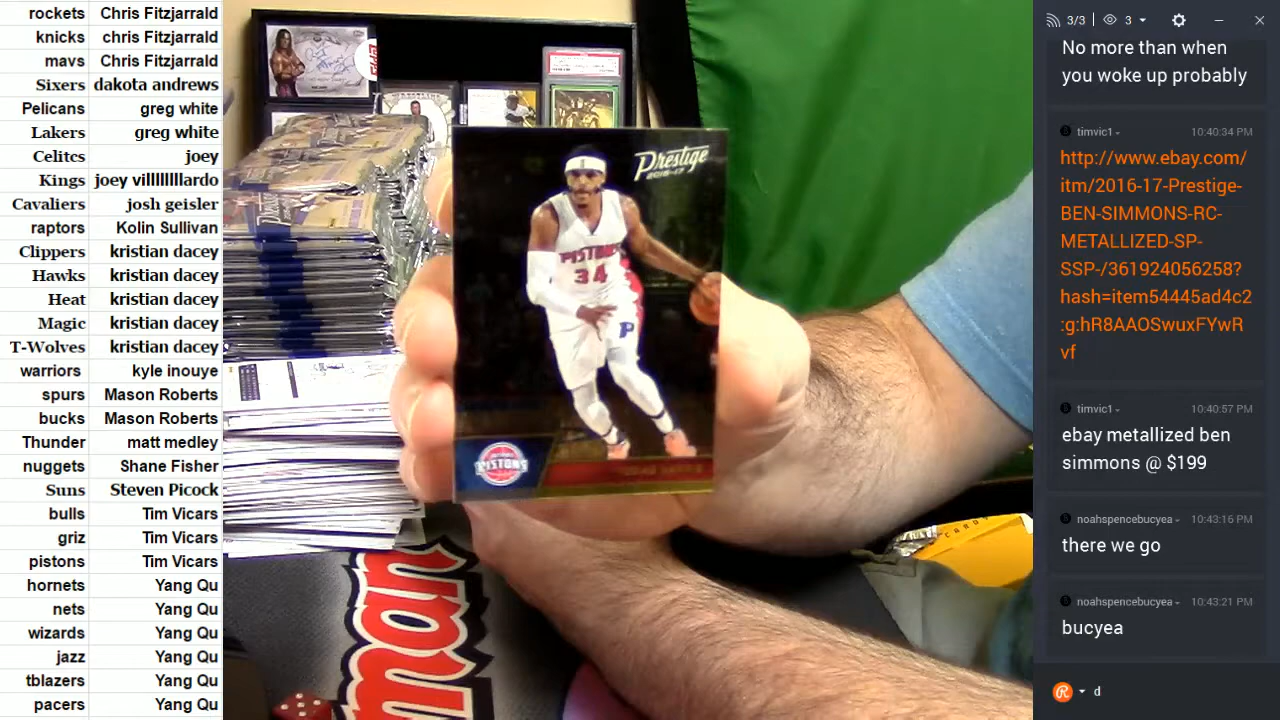 rockets Chris Fitzjarrald
knicks chris Fitzjarrald
mavs Chris Fitzjarrald
Sixers dakota andrews
Pelicans greg white
Lakers greg white
Celitcs joey
Kings joey villlllllllardo
Cavaliers josh geisler
raptors Kolin Sullivan
Clippers kristian dacey
Hawks kristian dacey
Heat kristian dacey
Magic kristian dacey
T-Wolves kristian dacey
warriors kyle inouye
spurs Mason Roberts
bucks Mason Roberts
Thunder matt medley
nuggets Shane Fisher
Suns Steven Picock
bulls Tim Vicars
griz Tim Vicars
pistons Tim Vicars
hornets Yang Qu
nets Yang Qu
wizards Yang Qu
jazz Yang Qu
tblazers Yang Qu
pacers Yang Qu
Prestige
2016-17
PISTONS
34
P
PISTONS
man
3/3 3
No more than when
you woke up probably
timvic1 10:40:34 PM
http://www.ebay.com/
itm/2016-17-Prestige-
BEN-SIMMONS-RC-
METALLIZED-SP-
SSP-/361924056258?
hash=item54445ad4c2
:g:hR8AAOSwuxFYwR
vf
timvic1 10:40:57 PM
ebay metallized ben
simmons @ $199
noahspencebucyea 10:43:16 PM
there we go
noahspencebucyea 10:43:21 PM
bucyea
d